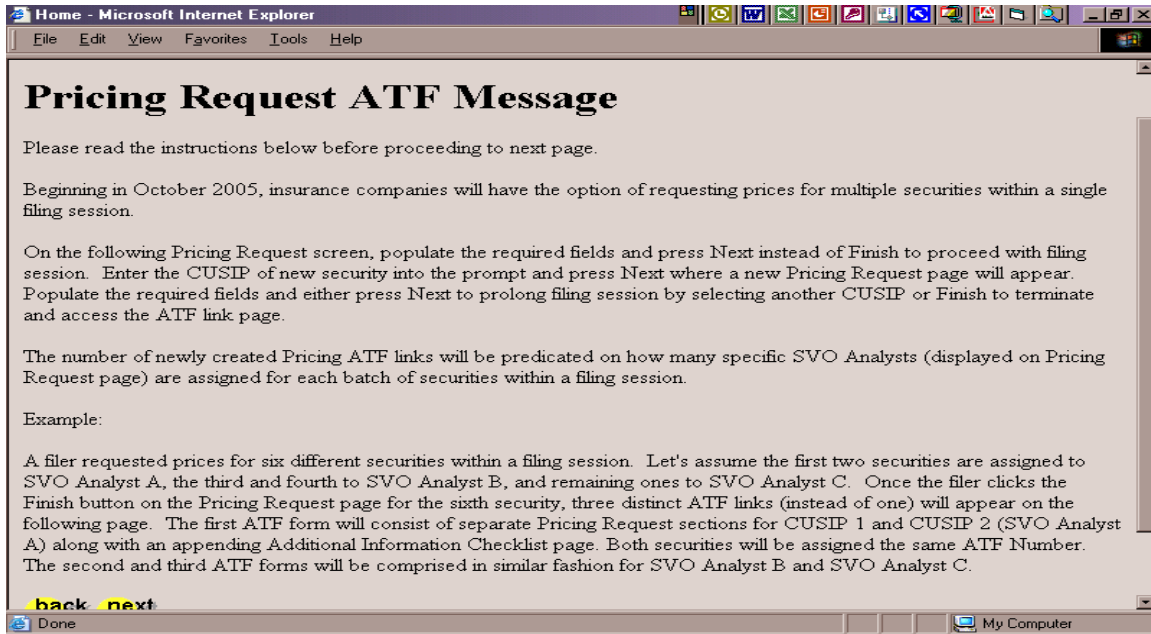 Home - Microsoft Internet Explorer
File Edit View Favorites Tools Help
Pricing Request ATF Message
Please read the instructions below before proceeding to next page.
Beginning in October 2005, insurance companies will have the option of requesting prices for multiple securities within a single
filing session.
On the following Pricing Request screen, populate the required fields and press Next instead of Finish to proceed with filing
session. Enter the CUSIP of new security into the prompt and press Next where a new Pricing Request page will appear.
Populate the required fields and either press Next to prolong filing session by selecting another CUSIP or Finish to terminate
and access the ATF link page.
The number of newly created Pricing ATF links will be predicated on how many specific SVO Analysts (displayed on Pricing
Request page) are assigned for each batch of securities within a filing session.
Example:
A filer requested prices for six different securities within a filing session. Let's assume the first two securities are assigned to
SVO Analyst A, the third and fourth to SVO Analyst B, and remaining ones to SVO Analyst C. Once the filer clicks the
Finish button on the Pricing Request page for the sixth security, three distinct ATF links (instead of one) will appear on the
following page. The first ATF form will consist of separate Pricing Request sections for CUSIP 1 and CUSIP 2 (SVO Analyst
A) along with an appending Additional Information Checklist page. Both securities will be assigned the same ATF Number.
The second and third ATF forms will be comprised in similar fashion for SVO Analyst B and SVO Analyst C.
back next
Done My Computer